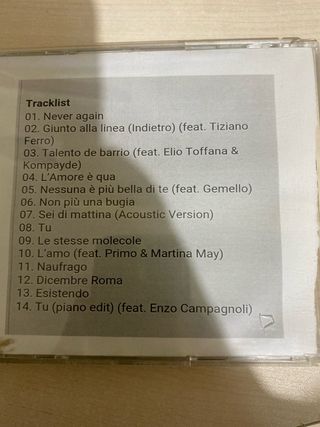 Tracklist
01. Never again
02. Giunto alla linea (Indietro) (feat. Tiziano
Ferro)
03. Talento de barrio (feat. Elio Toffana &
Kompayde)
04. L'Amore è qua
05. Nessuna è più bella di te (feat. Gemello)
06. Non più una bugia
07. Sei di mattina (Acoustic Version)
08. Tu
09. Le stesse molecole
10. L'amo (feat. Primo & Martina May)
11. Naufrago
12. Dicembre Roma
13. Esistendo
14. Tu (piano edit) (feat. Enzo Campagnoli)